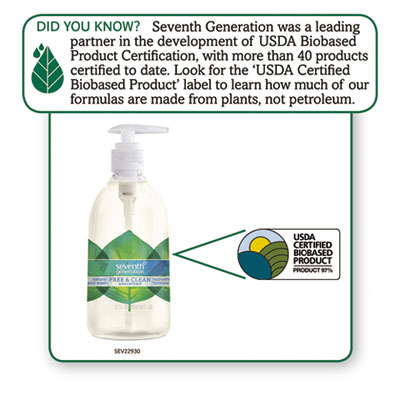 DID YOU KNOW? Seventh Generation was a leading
partner in the development of USDA Biobased
Product Certification, with more than 40 products
certified to date. Look for the ‘USDA Certified
Biobased Product’ label to learn how much of our
formulas are made from plants, not petroleum.
seventh
generation
FREE & CLEAN
unscented
USDA
CERTIFIED
BIOBASED
PRODUCT
PRODUCT 97%
SEV22930